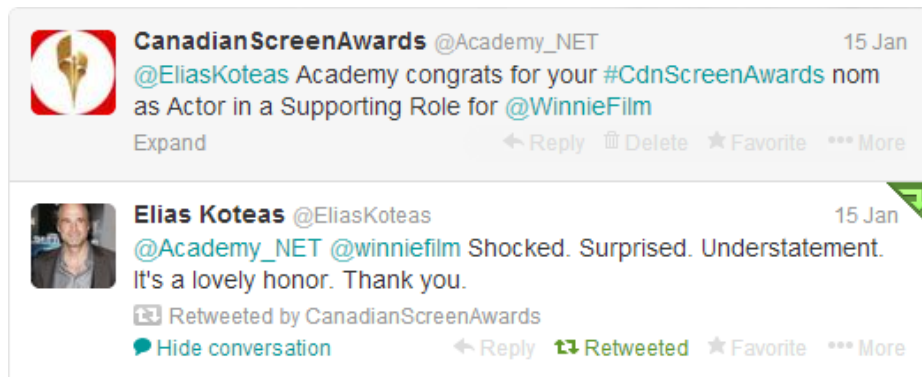 CanadianScreenAwards @Academy_NET 15 Jan
@EliasKoteas Academy congrats for your #CdnScreenAwards nom
as Actor in a Supporting Role for @WinnieFilm
Expand Reply Delete Favorite More
Elias Koteas @EliasKoteas 15 Jan
@Academy_NET @winniefilm Shocked. Surprised. Understatement.
It's a lovely honor. Thank you.
Retweeted by CanadianScreenAwards
Hide conversation Reply Retweeted Favorite More